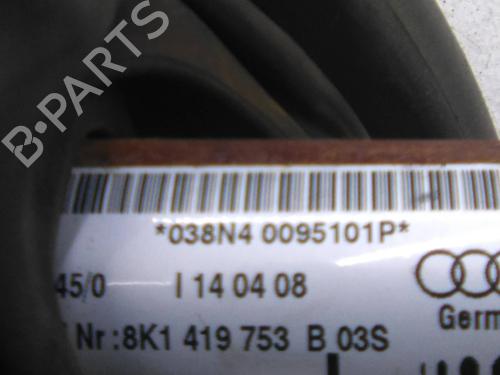 B-PARTS
*038N4 0095101P*
45/0 I 14 04 08
Nr:8K1 419 753 B 03S
Germ